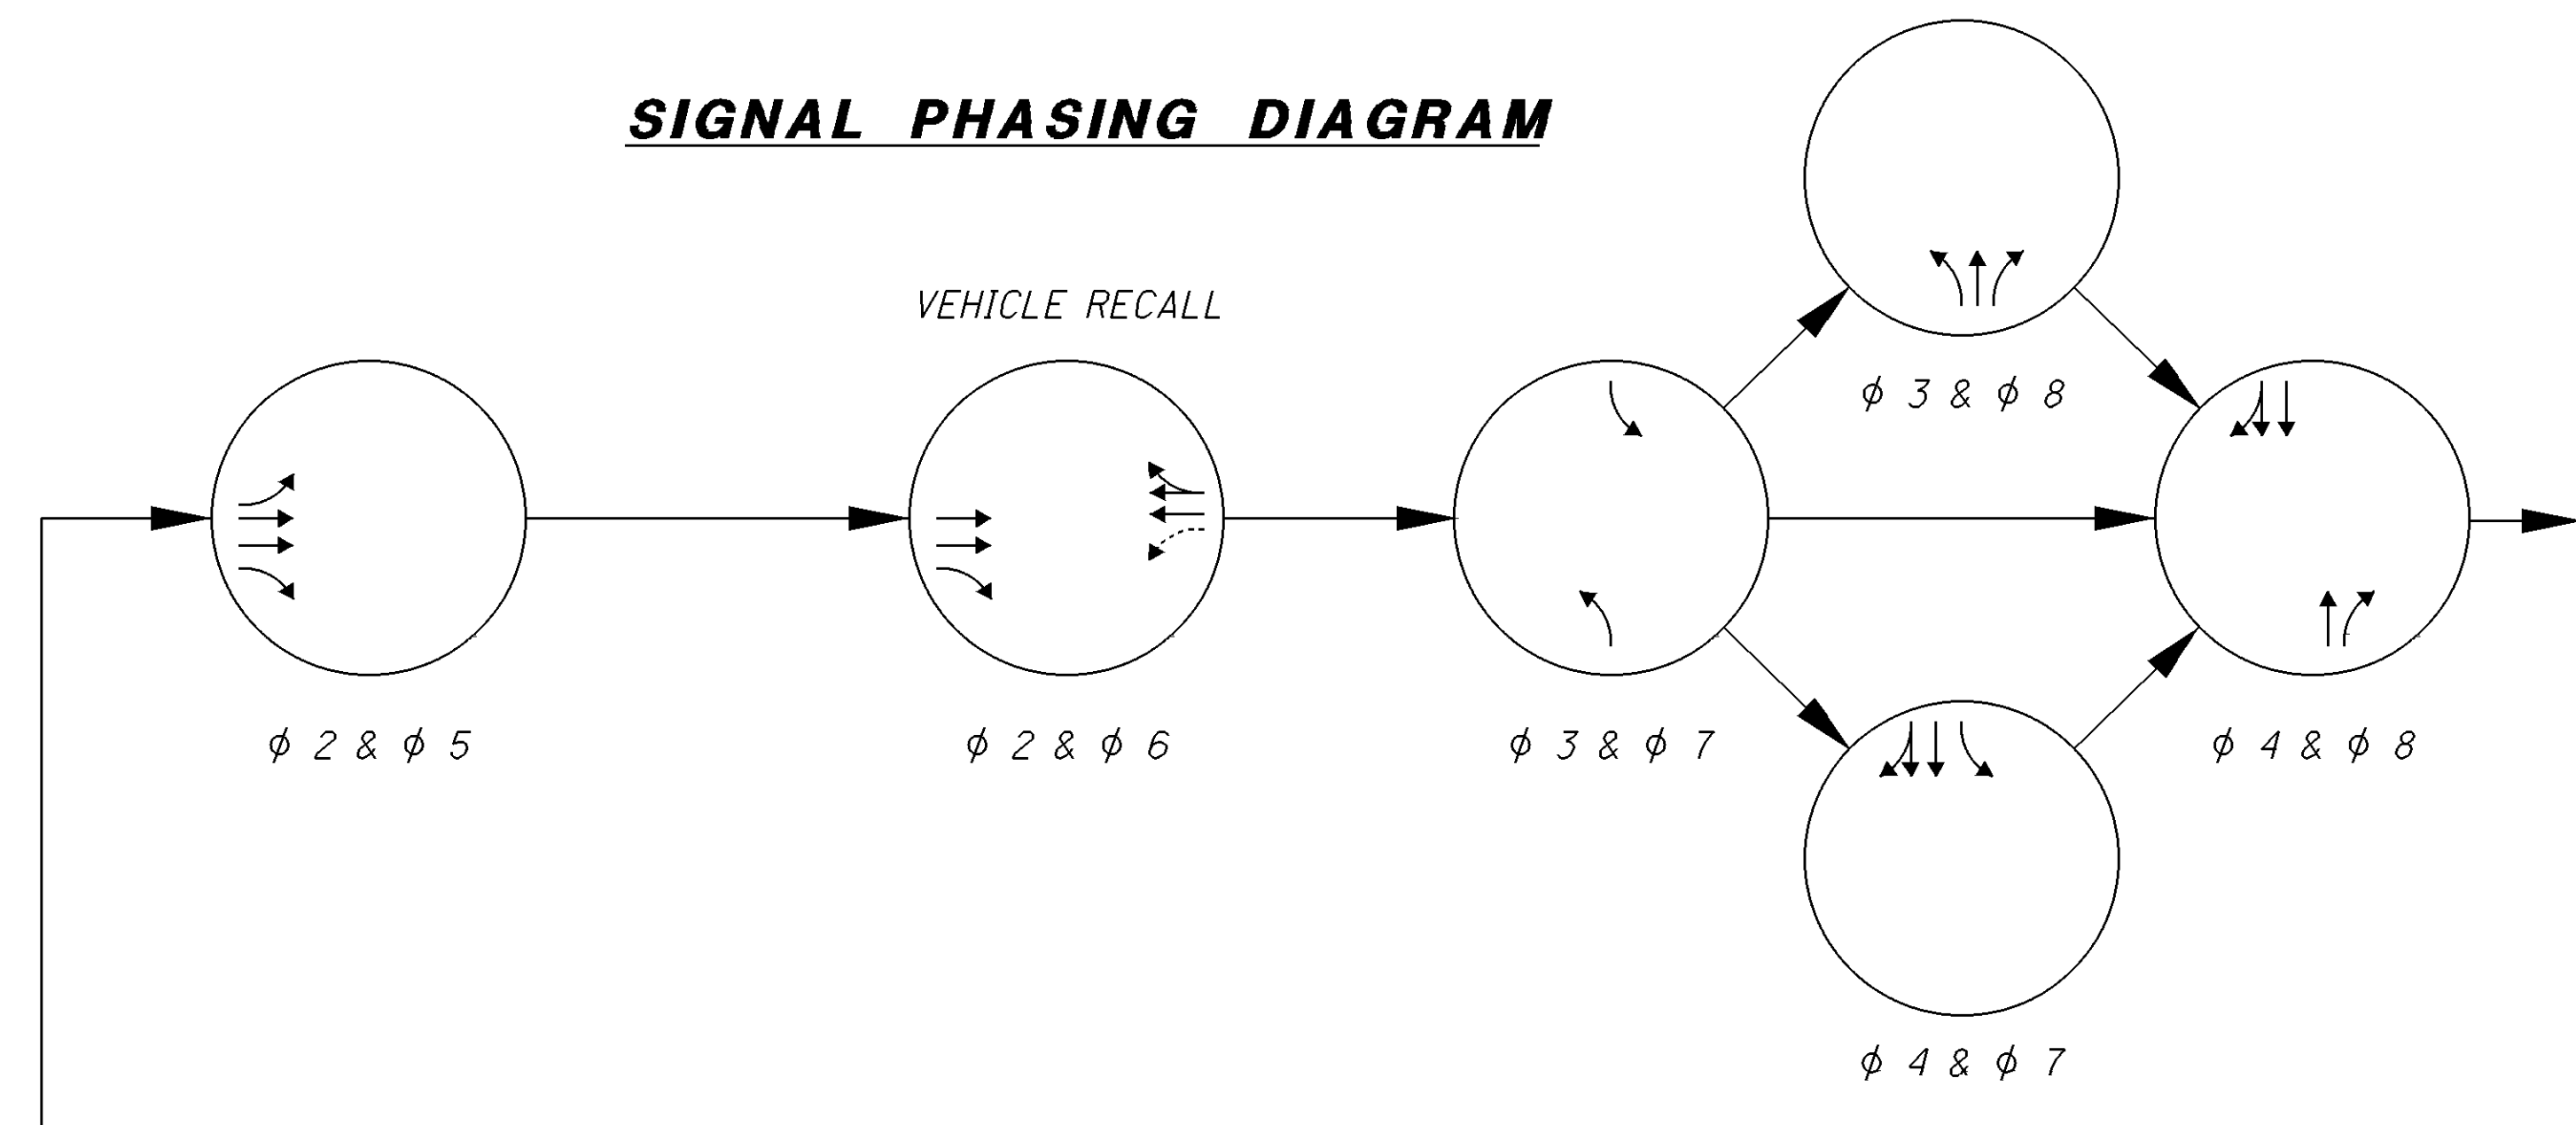 SIGNAL PHASING DIAGRAM
VEHICLE RECALL
ϕ 3 & ϕ 8
ϕ 2 & ϕ 5
ϕ 2 & ϕ 6
ϕ 3 & ϕ 7
ϕ 4 & ϕ 8
ϕ 4 & ϕ 7